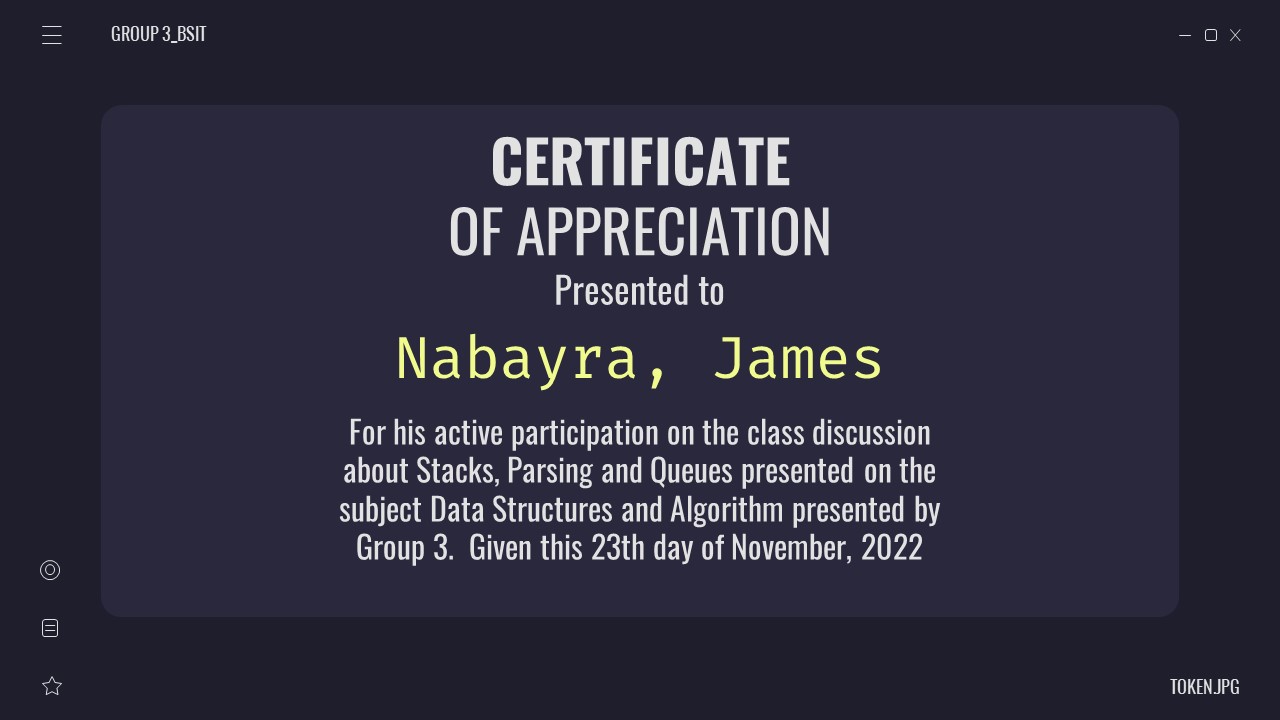 GROUP 3_BSIT
CERTIFICATE
OF APPRECIATION
Presented to
Nabayra, James
For his active participation on the class discussion
about Stacks, Parsing and Queues presented on the
subject Data Structures and Algorithm presented by
Group 3. Given this 23th day of November, 2022
TOKEN.JPG